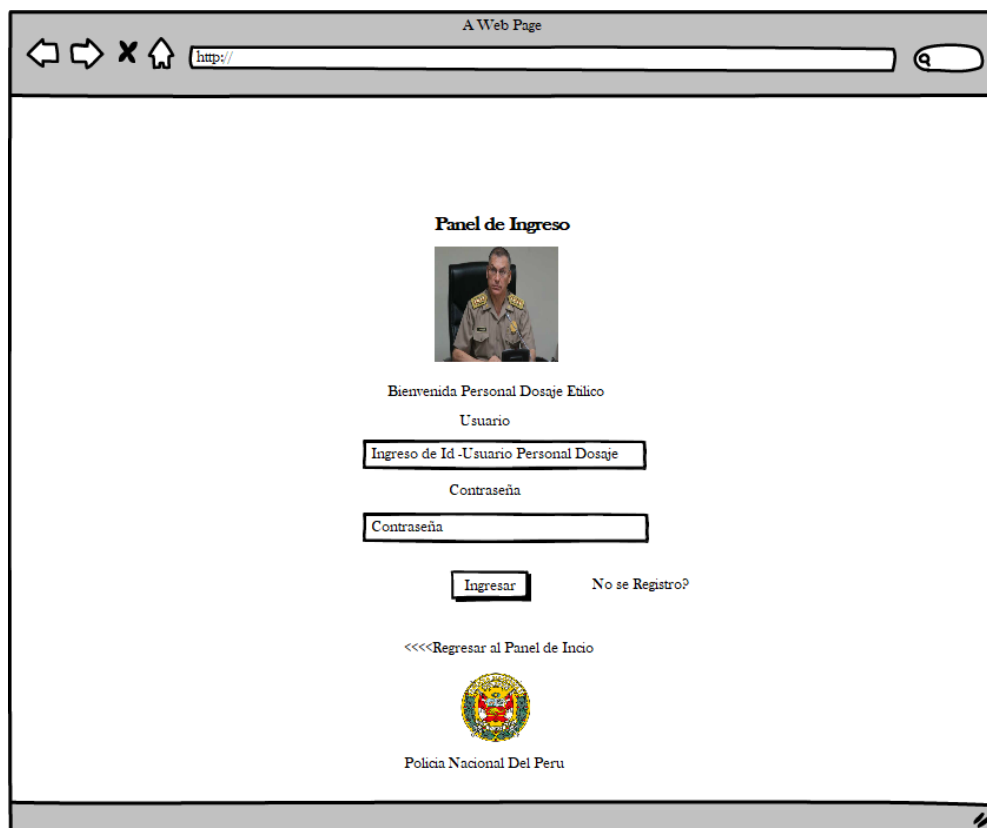 A Web Page
http://
Panel de Ingreso
Bienvenida Personal Dosaje Etilico
Usuario
Ingreso de Id -Usuario Personal Dosaje
Contraseña
Contraseña
Ingresar
No se Registro?
<<<<Regresar al Panel de Incio
Policia Nacional Del Peru